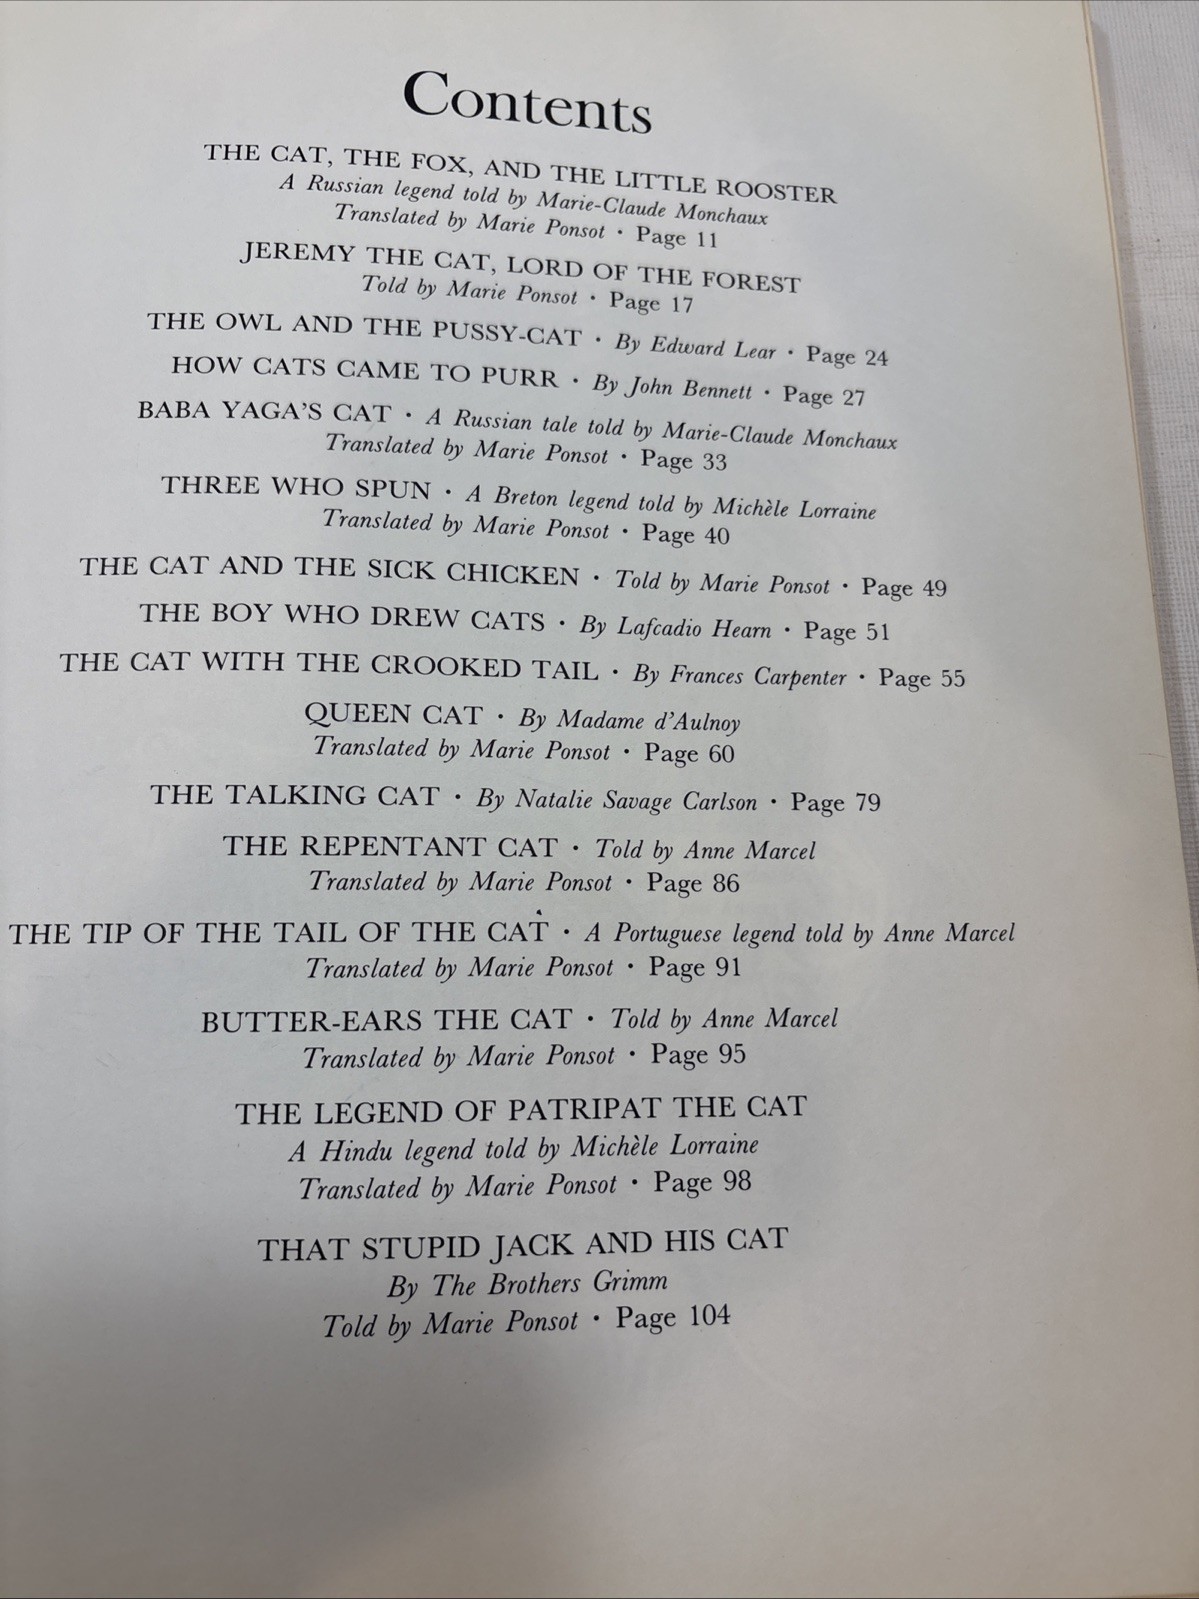 Contents
THE CAT, THE FOX, AND THE LITTLE ROOSTER
A Russian legend told by Marie-Claude Monchaux
Translated by Marie Ponsot · Page 11
JEREMY THE CAT, LORD OF THE FOREST
Told by Marie Ponsot · Page 17
THE OWL AND THE PUSSY-CAT · By Edward Lear · Page 24
HOW CATS CAME TO PURR · By John Bennett · Page 27
BABA YAGA'S CAT · A Russian tale told by Marie-Claude Monchaux
Translated by Marie Ponsot · Page 33
THREE WHO SPUN · A Breton legend told by Michèle Lorraine
Translated by Marie Ponsot · Page 40
THE CAT AND THE SICK CHICKEN · Told by Marie Ponsot · Page 49
THE BOY WHO DREW CATS · By Lafcadio Hearn · Page 51
THE CAT WITH THE CROOKED TAIL · By Frances Carpenter · Page 55
QUEEN CAT · By Madame d'Aulnoy
Translated by Marie Ponsot · Page 60
THE TALKING CAT · By Natalie Savage Carlson · Page 79
THE REPENTANT CAT · Told by Anne Marcel
Translated by Marie Ponsot · Page 86
THE TIP OF THE TAIL OF THE CAT · A Portuguese legend told by Anne Marcel
Translated by Marie Ponsot · Page 91
BUTTER-EARS THE CAT · Told by Anne Marcel
Translated by Marie Ponsot · Page 95
THE LEGEND OF PATRIPAT THE CAT
A Hindu legend told by Michèle Lorraine
Translated by Marie Ponsot · Page 98
THAT STUPID JACK AND HIS CAT
By The Brothers Grimm
Told by Marie Ponsot · Page 104